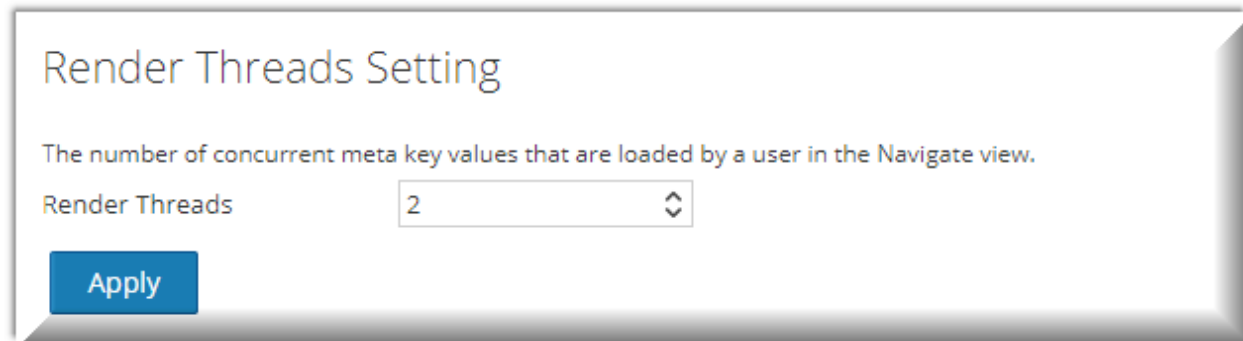 Render Threads Setting
The number of concurrent meta key values that are loaded by a user in the Navigate view.
Render Threads 2
Apply